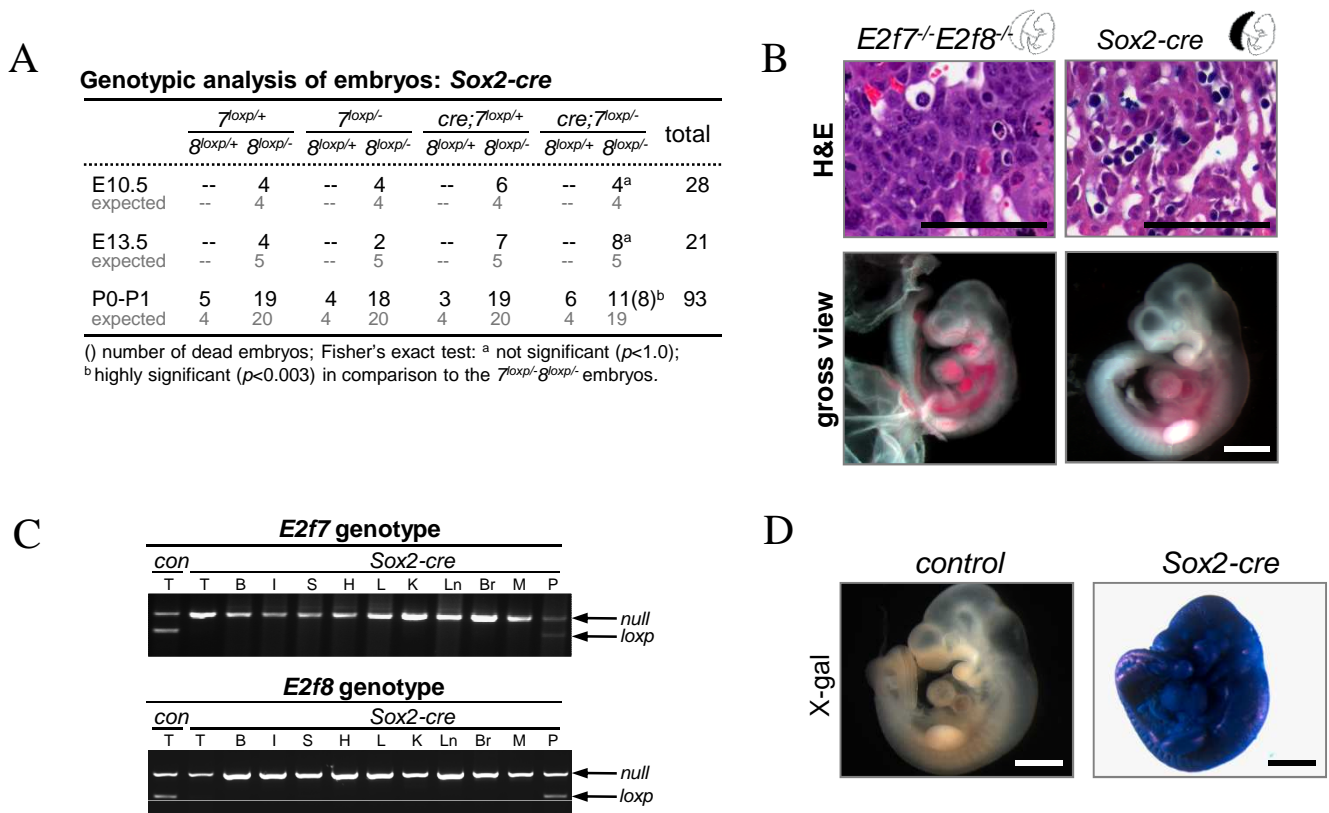 A
Genotypic analysis of embryos: Sox2-cre
7loxp/+ 7loxp/- cre;7loxp/+ cre;7loxp/- total
8loxp/+ 8loxp/- 8loxp/+ 8loxp/- 8loxp/+ 8loxp/- 8loxp/+ 8loxp/-
E10.5 -- 4 -- 4 -- 6 -- 4a 28
expected -- 4 -- 4 -- 4 -- 4
E13.5 -- 4 -- 2 -- 7 -- 8a 21
expected -- 5 -- 5 -- 5 -- 5
P0-P1 5 19 4 18 3 19 6 11(8)b 93
expected 4 20 4 20 4 20 4 19
() number of dead embryos; Fisher's exact test: a not significant (p<1.0);
b highly significant (p<0.003) in comparison to the 7loxp/-8loxp/- embryos.
B
E2f7-/-E2f8-/- Sox2-cre
H&E
gross view
C
E2f7 genotype
con Sox2-cre
T T B I S H L K Ln Br M P
null
loxp
E2f8 genotype
con Sox2-cre
T T B I S H L K Ln Br M P
null
loxp
D
control Sox2-cre
X-gal